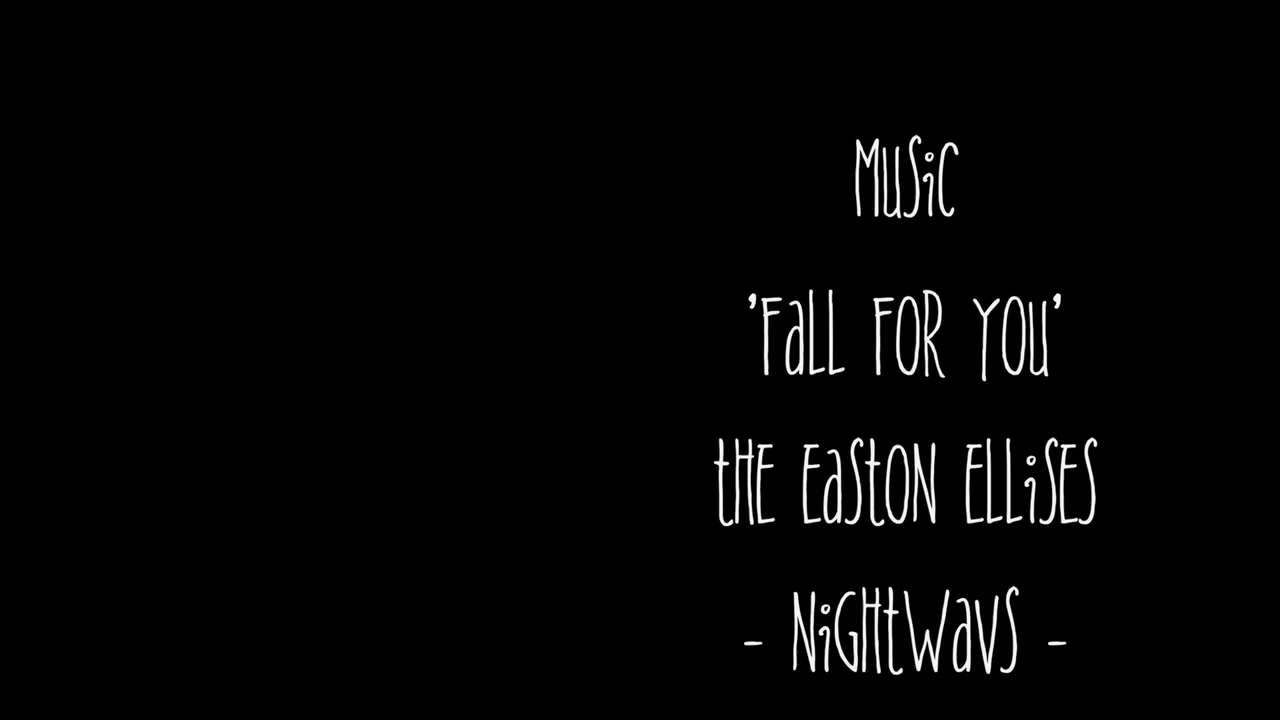 MUSiC
'Fall FOR YOU'
tHE EaStON ELLiSES
- NiGHtWaVS -